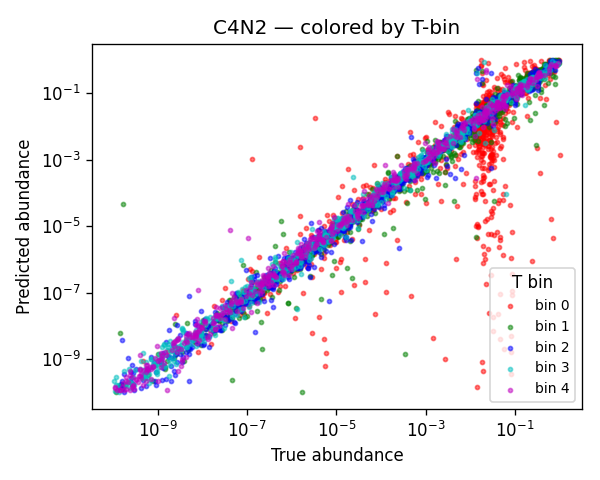 C4N2 — colored by T-bin
Predicted abundance
10⁻¹
10⁻³
10⁻⁵
10⁻⁷
10⁻⁹
T bin
bin 0
bin 1
bin 2
bin 3
bin 4
10⁻⁹ 10⁻⁷ 10⁻⁵ 10⁻³ 10⁻¹
True abundance